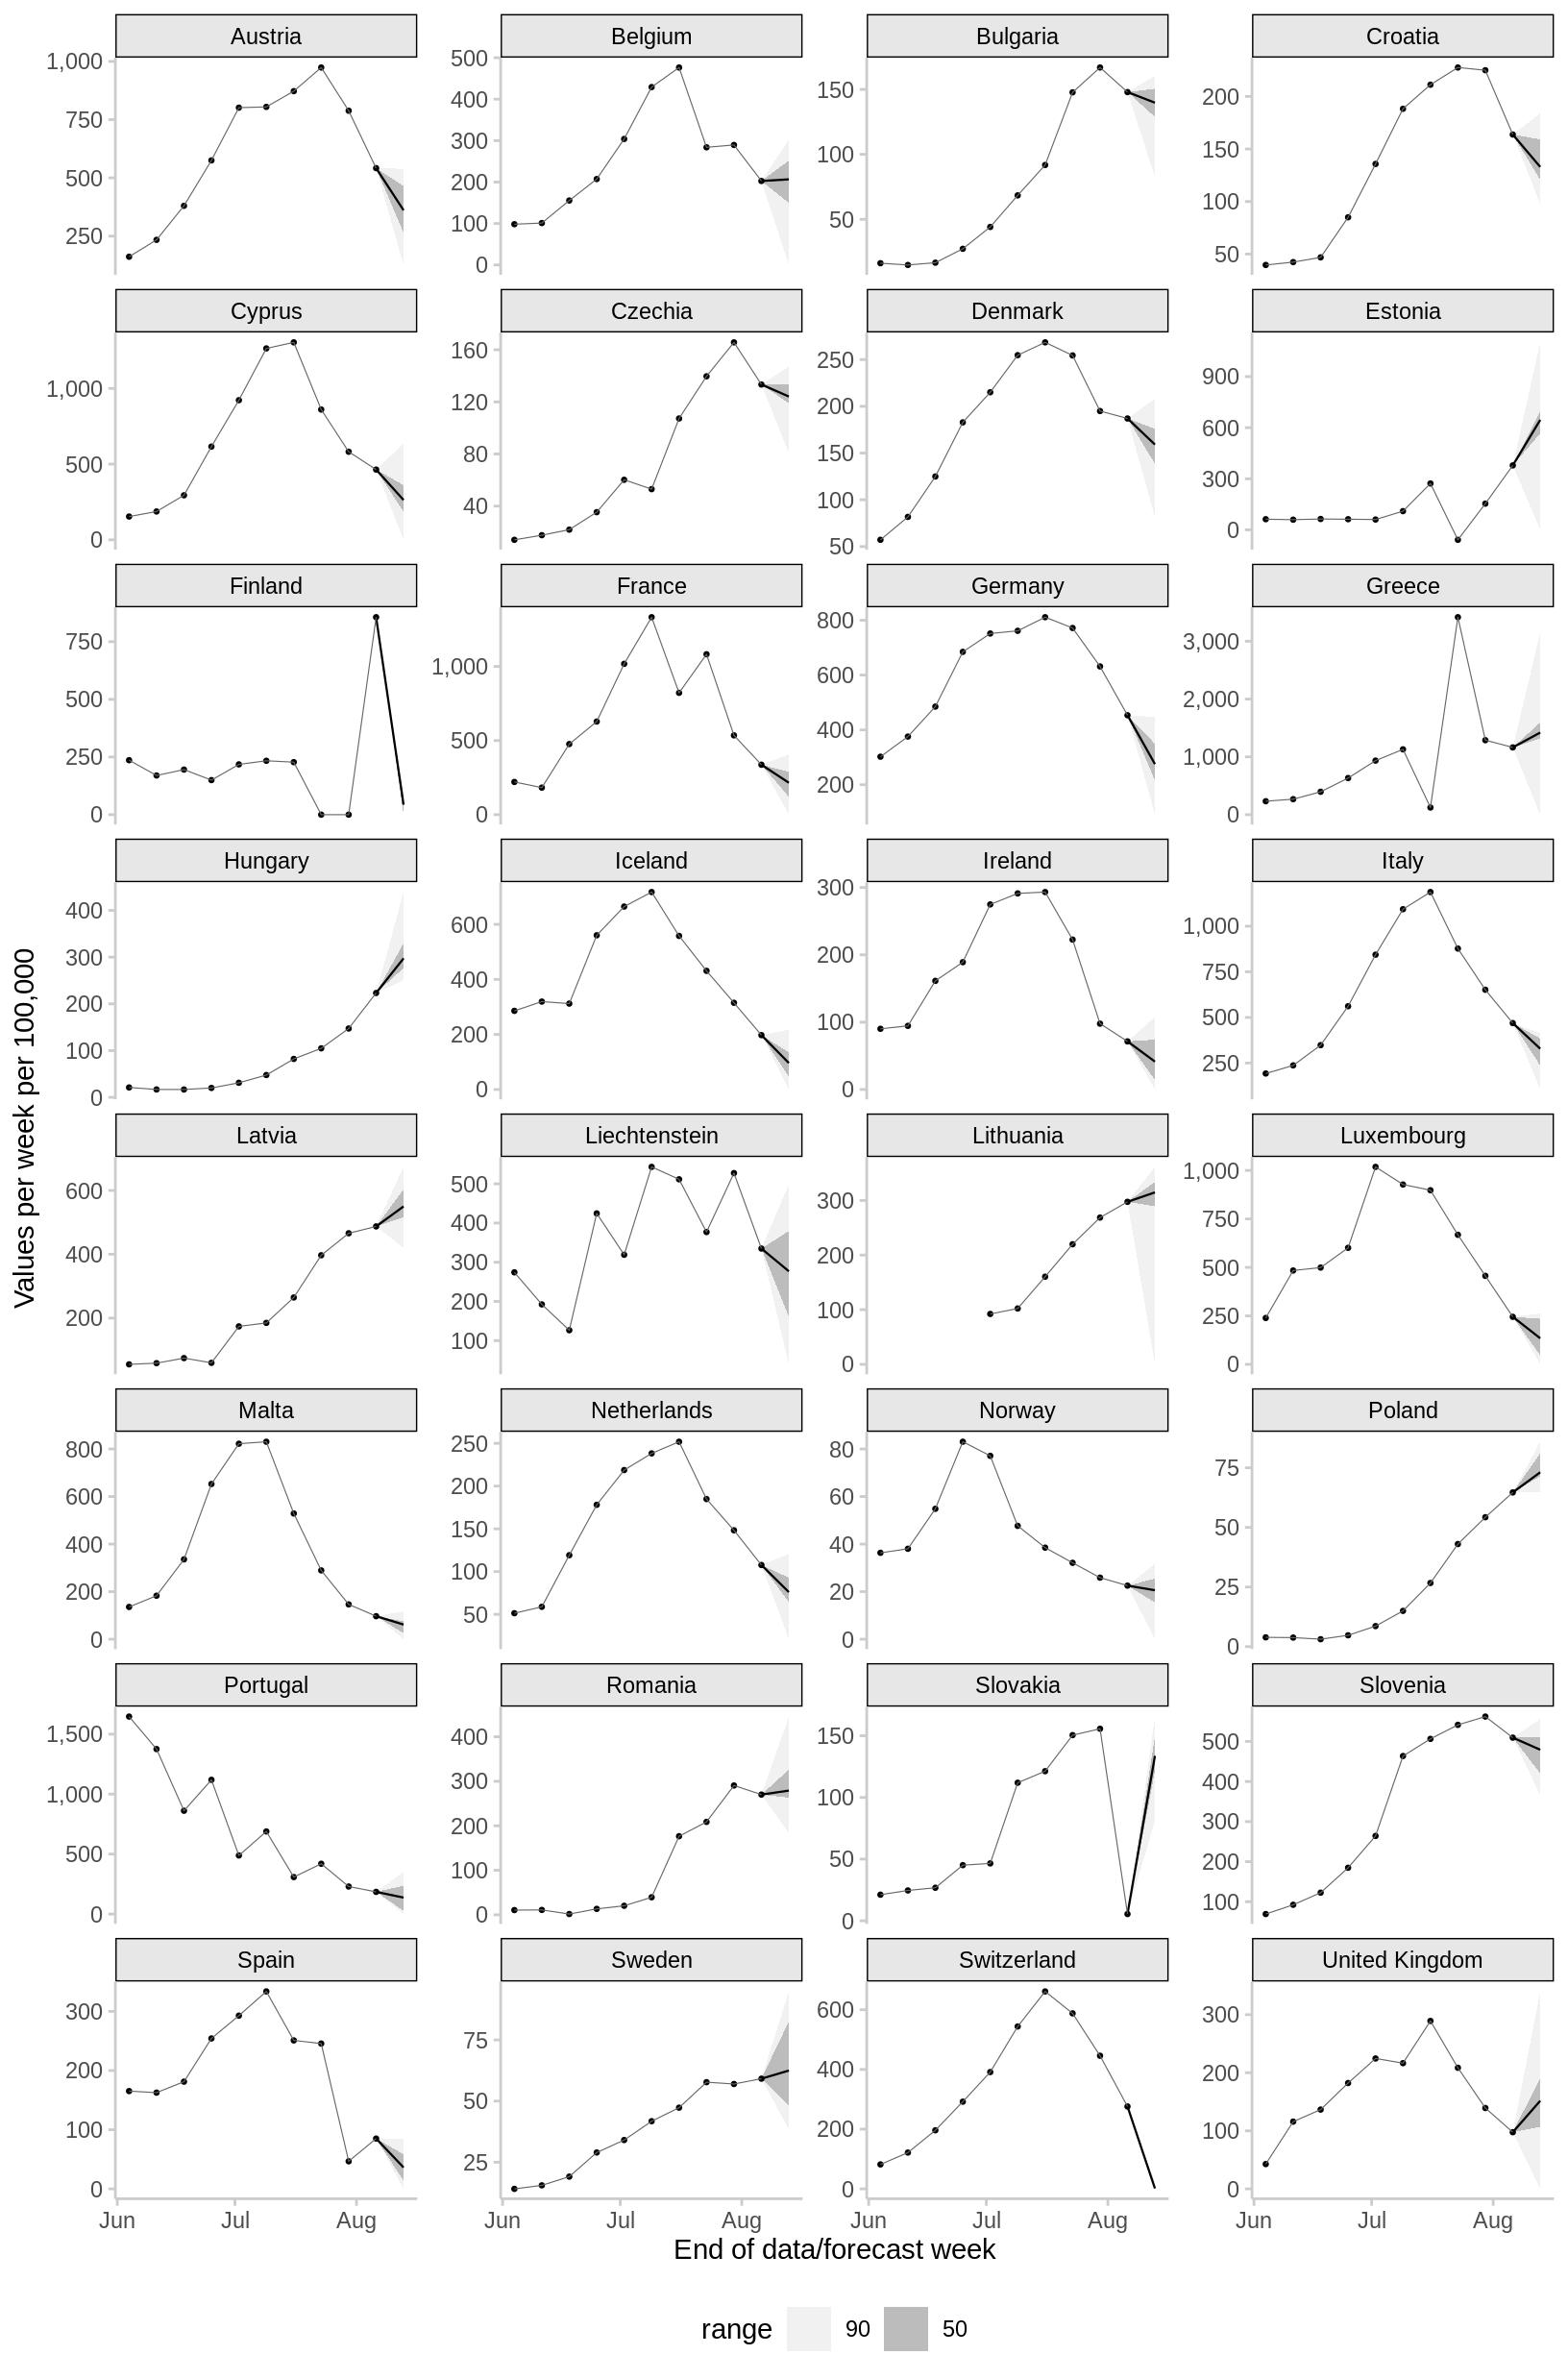 Austria Belgium Bulgaria Croatia
1,000 750 500 250
500 400 300 200 100 0
150 100 50
200 150 100 50
Cyprus Czechia Denmark Estonia
1,000 500 0
160 120 80 40
250 200 150 100 50
900 600 300 0
Finland France Germany Greece
750 500 250 0
1,000 500 0
800 600 400 200
3,000 2,000 1,000 0
Hungary Iceland Ireland Italy
400 300 200 100 0
600 400 200 0
300 200 100 0
1,000 750 500 250
Latvia Liechtenstein Lithuania Luxembourg
600 400 200
500 400 300 200 100
300 200 100 0
1,000 750 500 250 0
Malta Netherlands Norway Poland
800 600 400 200 0
250 200 150 100 50
80 60 40 20 0
75 50 25 0
Portugal Romania Slovakia Slovenia
1,500 1,000 500 0
400 300 200 100 0
150 100 50 0
500 400 300 200 100
Spain Sweden Switzerland United Kingdom
300 200 100 0
75 50 25
600 400 200 0
300 200 100 0
Jun Jul Aug Jun Jul Aug Jun Jul Aug Jun Jul Aug
Values per week per 100,000
End of data/forecast week
range 90 50